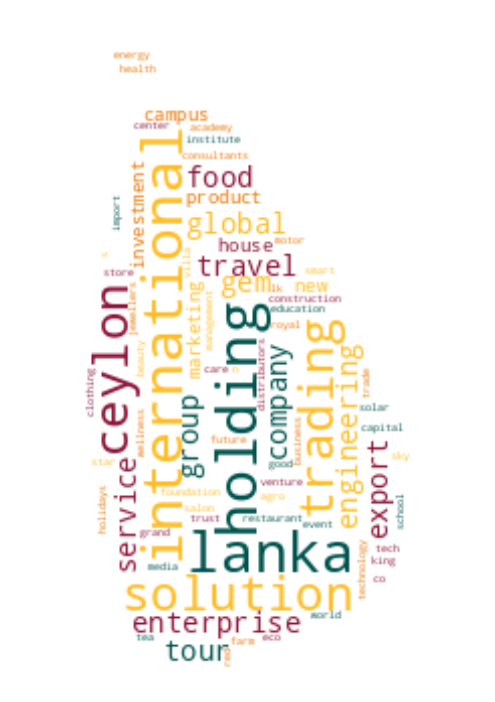 energy
health
campus
center
academy
institute
consultants
import
investment
international
food
product
global
house
motor
travel
villa
s
store
gem
lk
new
smart
jewellers
ceylon
marketing
management
construction
education
royal
holding
trading
beauty
distributors
company
engineering
care
n
trade
clothing
group
solar
wellness
future
business
capital
star
good
export
sky
service
venture
foundation
agro
holidays
salon
trust
restaurant
event
school
grand
lanka
tech
media
king
technology
co
solution
enterprise
world
tea
tour
farm
eco
red